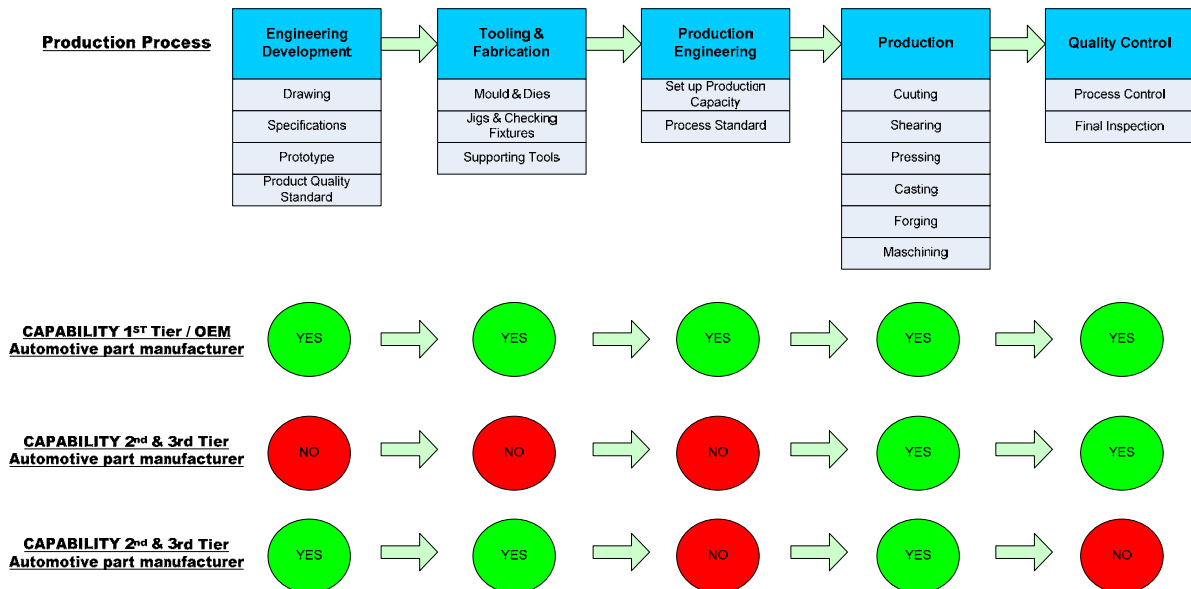 Production Process
Engineering
Development
Drawing
Specifications
Prototype
Product Quality
Standard
Tooling &
Fabrication
Mould & Dies
Jigs & Checking
Fixtures
Supporting Tools
Production
Engineering
Set up Production
Capacity
Process Standard
Production
Cuuting
Shearing
Pressing
Casting
Forging
Maschining
Quality Control
Process Control
Final Inspection
CAPABILITY 1ST Tier / OEM
Automotive part manufacturer
YES
YES
YES
YES
YES
CAPABILITY 2nd & 3rd Tier
Automotive part manufacturer
NO
NO
NO
YES
YES
CAPABILITY 2nd & 3rd Tier
Automotive part manufacturer
YES
YES
NO
YES
NO